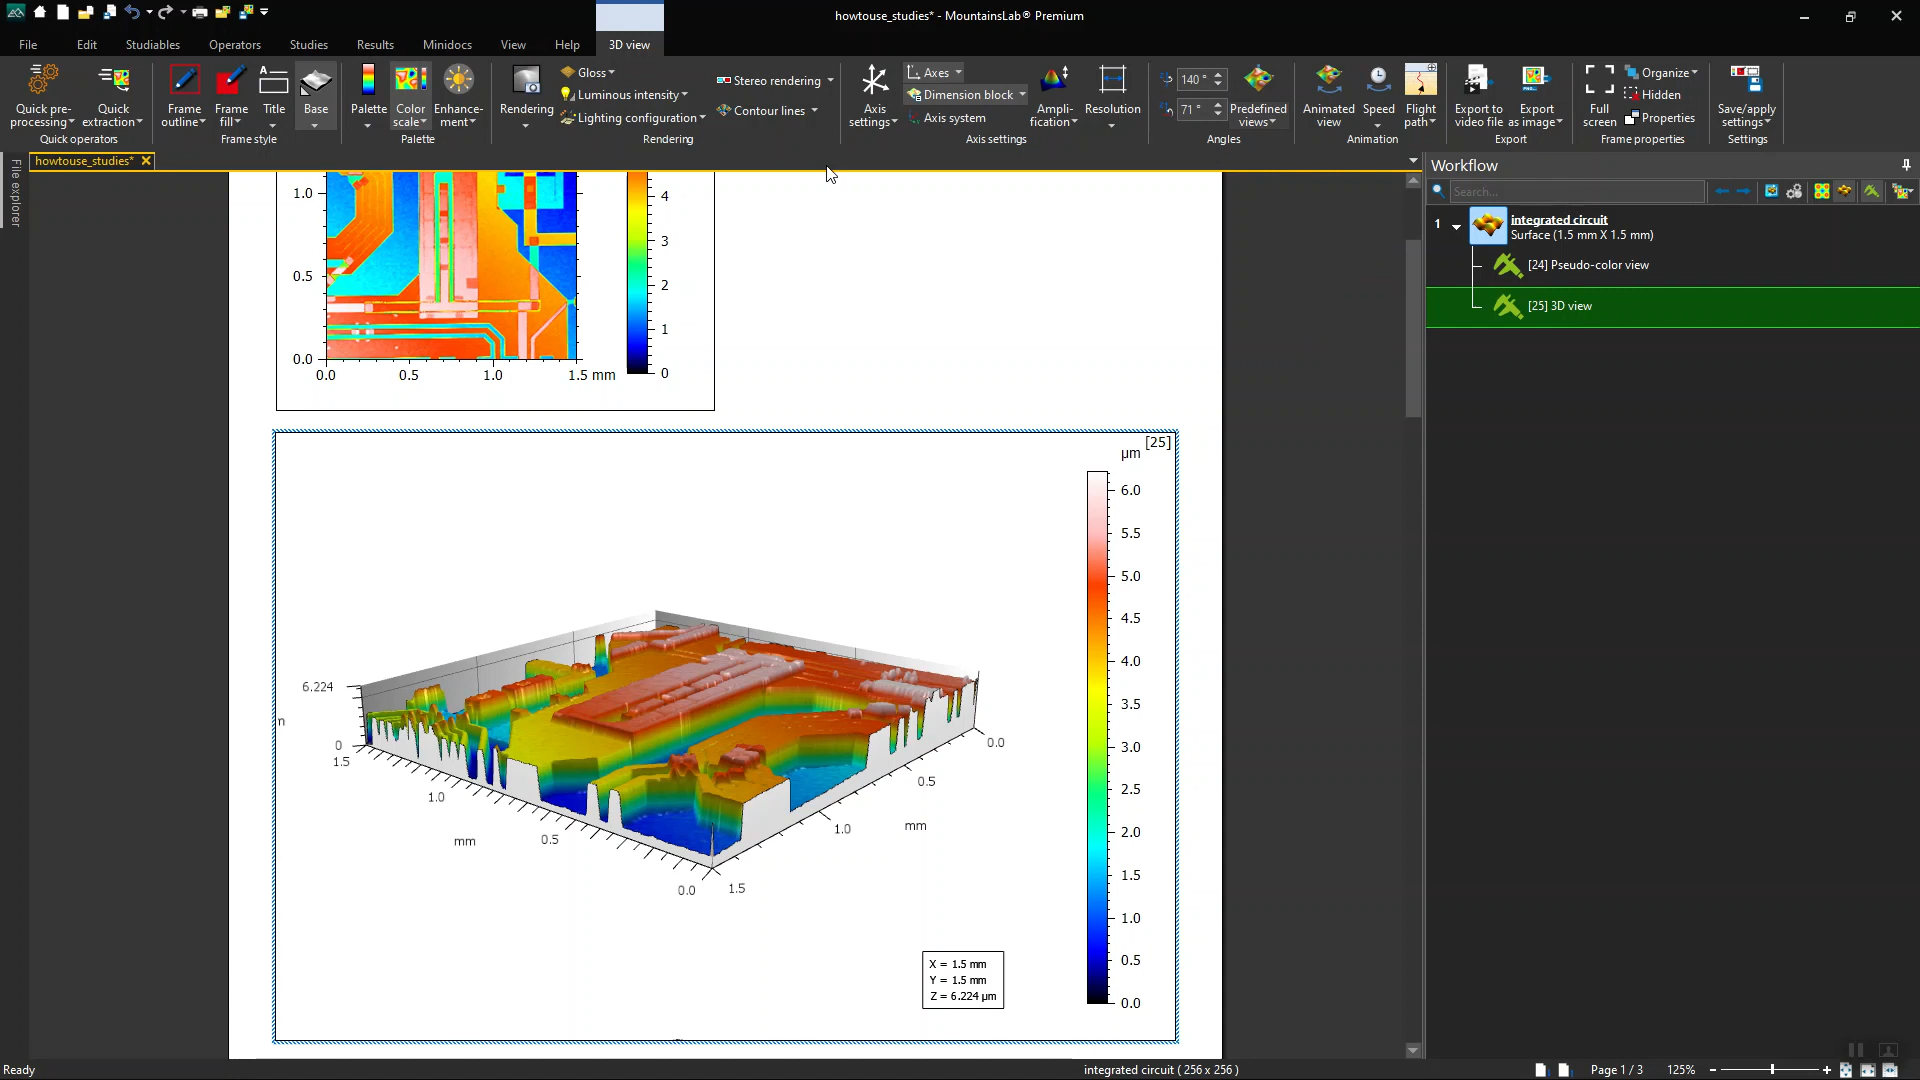 howtouse_studies* - MountainsLab® Premium
File Edit Studiables Operators Studies Results Minidocs View Help 3D view
Quick pre-
processing
Quick
extraction
Quick operators
Frame
outline
Frame
fill
Title
Base
Frame style
Palette
Color
scale
Enhance-
ment
Palette
Rendering
Gloss
Luminous intensity
Lighting configuration
Stereo rendering
Contour lines
Rendering
Axis
settings
Axes
Dimension block
Axis system
Ampli-
fication
Resolution
Axis settings
140 °
71 °
Predefined
views
Angles
Animated
view
Speed
Flight
path
Animation
Export to
video file
Export
as image
Export
Full
screen
Organize
Hidden
Properties
Frame properties
Save/apply
settings
Settings
File explorer
howtouse_studies*
1.0
0.5
0.0
0.0 0.5 1.0 1.5 mm
4
3
2
1
0
[25]
µm
6.0
5.5
5.0
4.5
4.0
3.5
3.0
2.5
2.0
1.5
1.0
0.5
0.0
6.224
0
1.5
1.0
mm
0.5
0.0
1.5
1.0
mm
0.5
0.0
X = 1.5 mm
Y = 1.5 mm
Z = 6.224 µm
Workflow
Search...
1
integrated circuit
Surface (1.5 mm X 1.5 mm)
[24] Pseudo-color view
[25] 3D view
Ready
integrated circuit ( 256 x 256 )
Page 1 / 3
125%